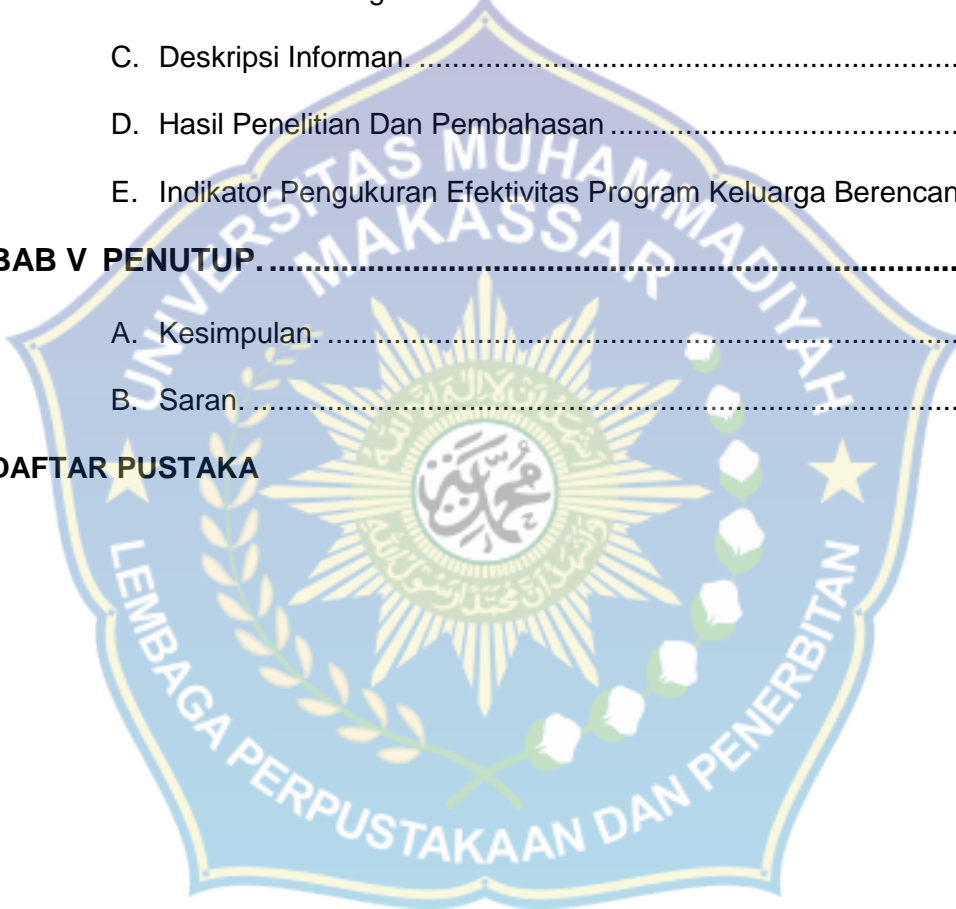 C. Deskripsi Informan. ........................................................................
D. Hasil Penelitian Dan Pembahasan ................................................
E. Indikator Pengukuran Efektivitas Program Keluarga Berencan
BAB V PENUTUP. ..............................................................................
A. Kesimpulan. ..................................................................................
B. Saran. ...........................................................................................
DAFTAR PUSTAKA
UNIVERSITAS MUHAMMADIYAH
MAKASSAR
LEMBAGA PERPUSTAKAAN DAN PENERBITAN